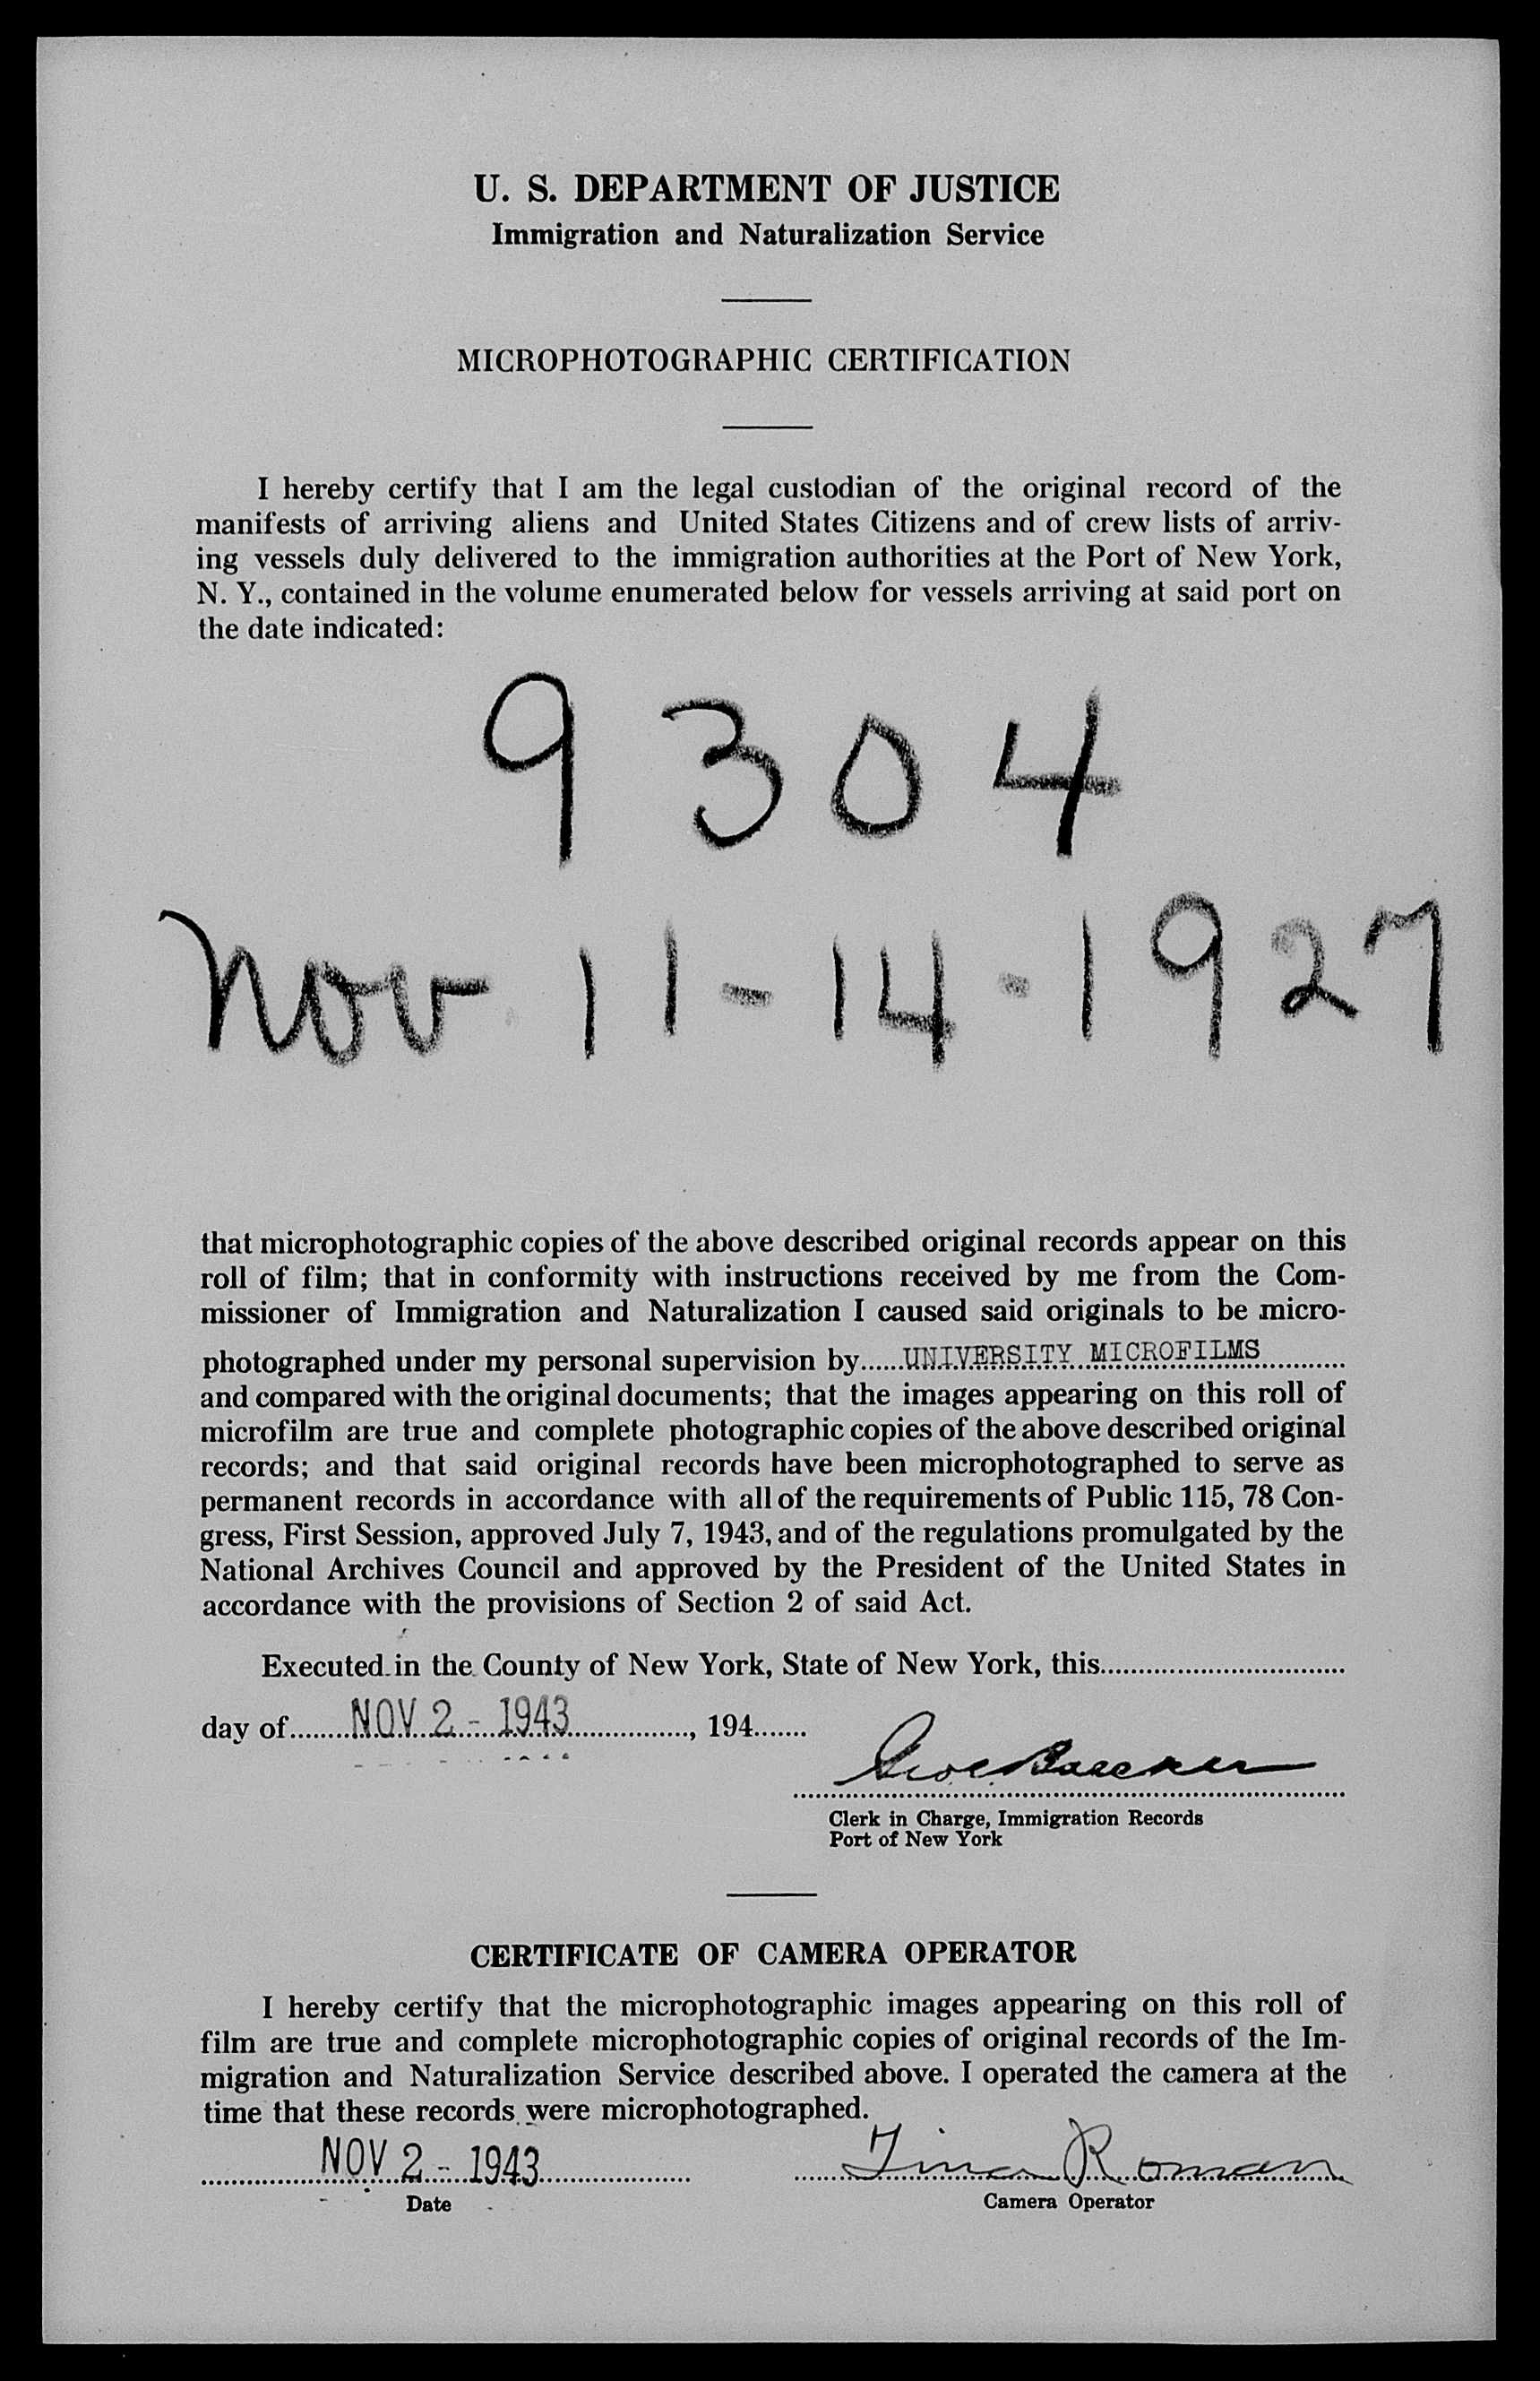 U. S. DEPARTMENT OF JUSTICE
Immigration and Naturalization Service
MICROPHOTOGRAPHIC CERTIFICATION
I hereby certify that I am the legal custodian of the original record of the
manifests of arriving aliens and United States Citizens and of crew lists of arriv-
ing vessels duly delivered to the immigration authorities at the Port of New York,
N. Y., contained in the volume enumerated below for vessels arriving at said port on
the date indicated:
9304
Nov 11-14-1927
that microphotographic copies of the above described original records appear on this
roll of film; that in conformity with instructions received by me from the Com-
missioner of Immigration and Naturalization I caused said originals to be micro-
photographed under my personal supervision by UNIVERSITY MICROFILMS
and compared with the original documents; that the images appearing on this roll of
microfilm are true and complete photographic copies of the above described original
records; and that said original records have been microphotographed to serve as
permanent records in accordance with all of the requirements of Public 115, 78 Con-
gress, First Session, approved July 7, 1943, and of the regulations promulgated by the
National Archives Council and approved by the President of the United States in
accordance with the provisions of Section 2 of said Act.
Executed in the County of New York, State of New York, this
day of NOV 2 - 1943, 194
Clerk in Charge, Immigration Records
Port of New York
CERTIFICATE OF CAMERA OPERATOR
I hereby certify that the microphotographic images appearing on this roll of
film are true and complete microphotographic copies of original records of the Im-
migration and Naturalization Service described above. I operated the camera at the
time that these records were microphotographed.
NOV 2 - 1943 Tina Roman
Date Camera Operator